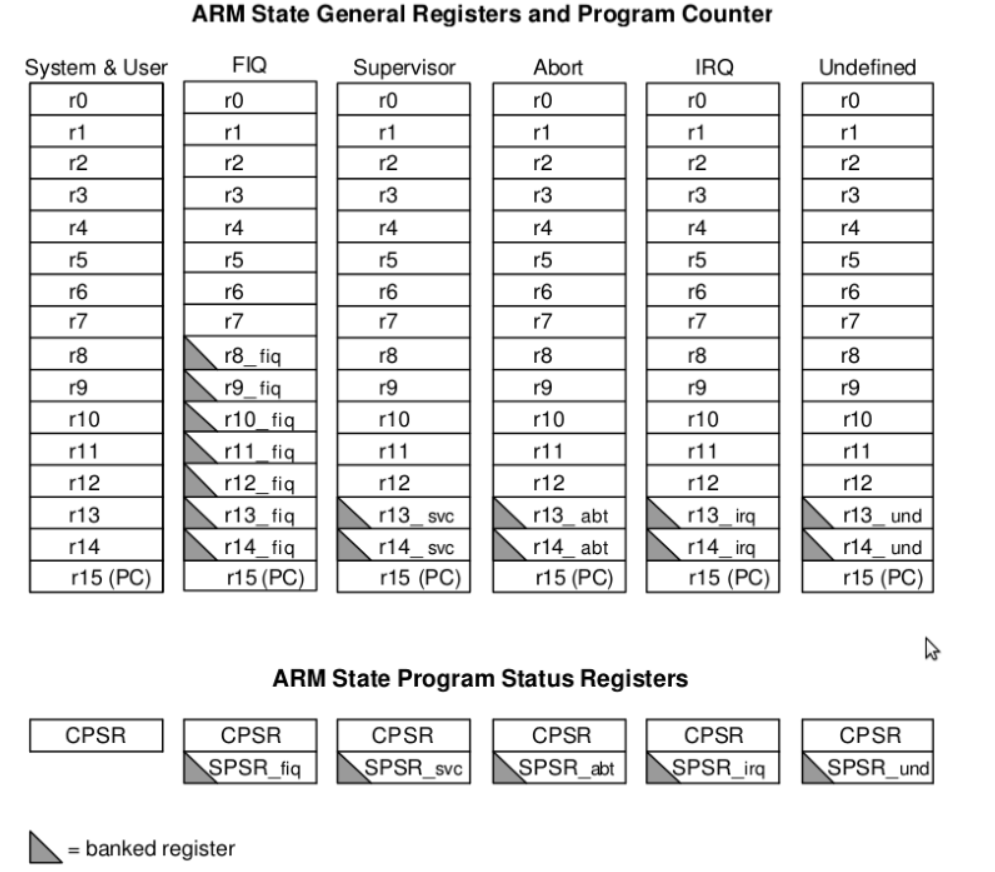 ARM State General Registers and Program Counter
System & User FIQ Supervisor Abort IRQ Undefined
r0 r0 r0 r0 r0 r0
r1 r1 r1 r1 r1 r1
r2 r2 r2 r2 r2 r2
r3 r3 r3 r3 r3 r3
r4 r4 r4 r4 r4 r4
r5 r5 r5 r5 r5 r5
r6 r6 r6 r6 r6 r6
r7 r7 r7 r7 r7 r7
r8 r8_fiq r8 r8 r8 r8
r9 r9_fiq r9 r9 r9 r9
r10 r10_fiq r10 r10 r10 r10
r11 r11_fiq r11 r11 r11 r11
r12 r12_fiq r12 r12 r12 r12
r13 r13_fiq r13_svc r13_abt r13_irq r13_und
r14 r14_fiq r14_svc r14_abt r14_irq r14_und
r15 (PC) r15 (PC) r15 (PC) r15 (PC) r15 (PC) r15 (PC)
ARM State Program Status Registers
CPSR CPSR CPSR CPSR CPSR CPSR
SPSR_fiq SPSR_svc SPSR_abt SPSR_irq SPSR_und
= banked register